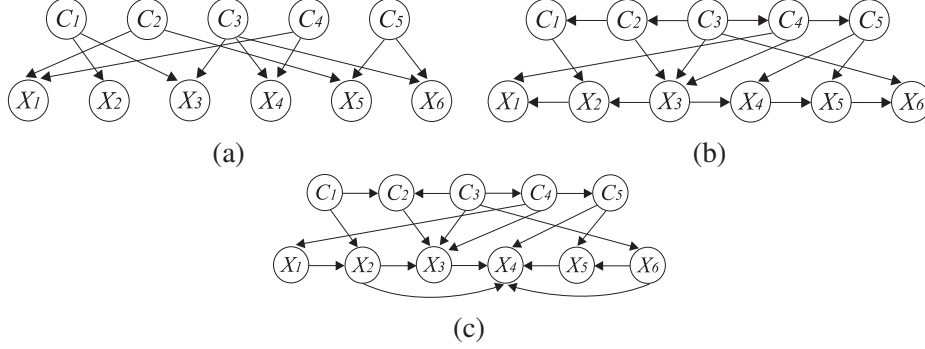 C1 C2 C3 C4 C5 C1 C2 C3 C4 C5
X1 X2 X3 X4 X5 X6 X1 X2 X3 X4 X5 X6
(a) (b)
C1 C2 C3 C4 C5
X1 X2 X3 X4 X5 X6
(c)